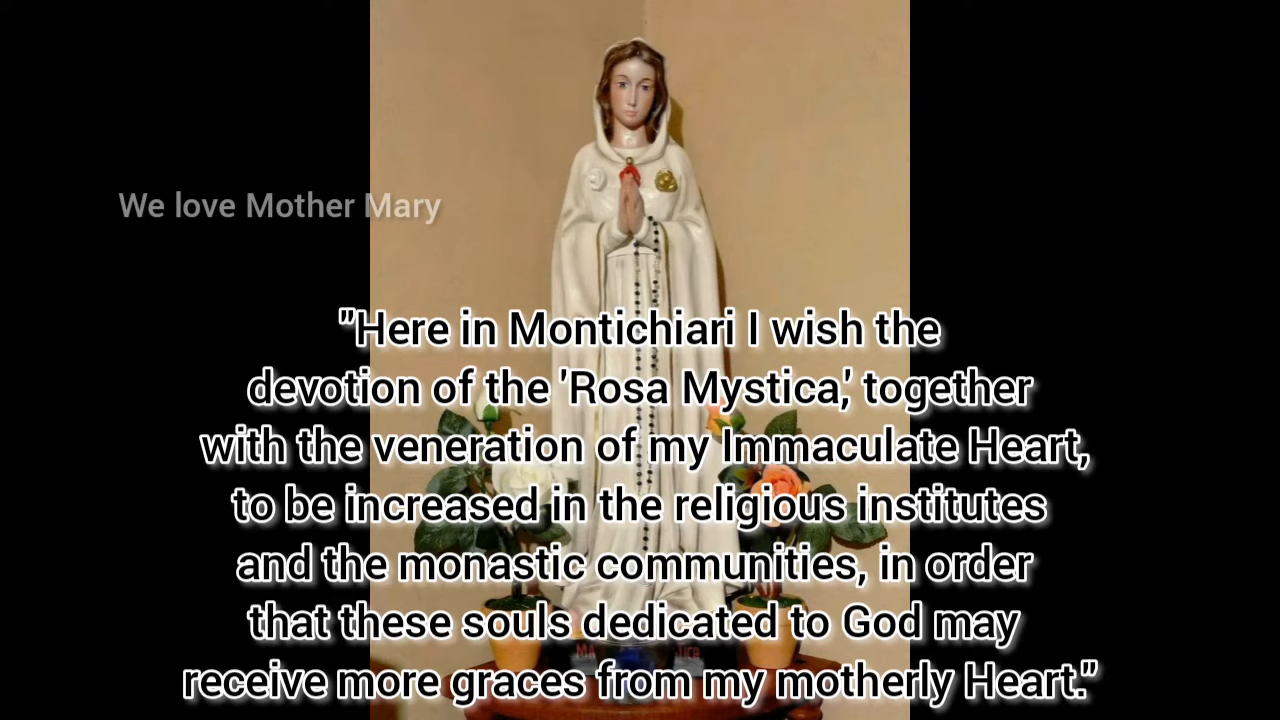 We love Mother Mary
"Here in Montichiari I wish the
devotion of the 'Rosa Mystica,' together
with the veneration of my Immaculate Heart,
to be increased in the religious institutes
and the monastic communities, in order
that these souls dedicated to God may
receive more graces from my motherly Heart."